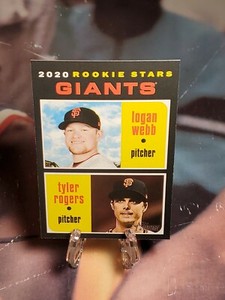 2020 ROOKIE STARS
GIANTS
logan
webb
pitcher
tyler
rogers
pitcher